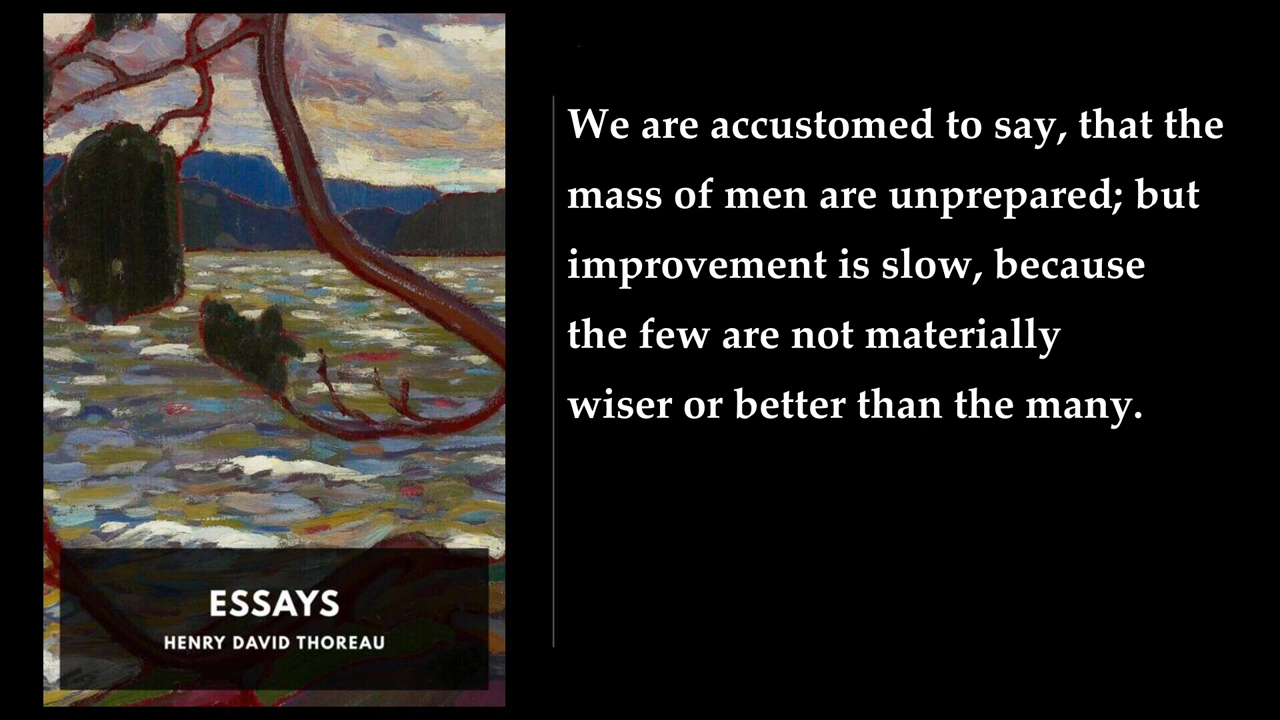 ESSAYS
HENRY DAVID THOREAU
We are accustomed to say, that the
mass of men are unprepared; but
improvement is slow, because
the few are not materially
wiser or better than the many.